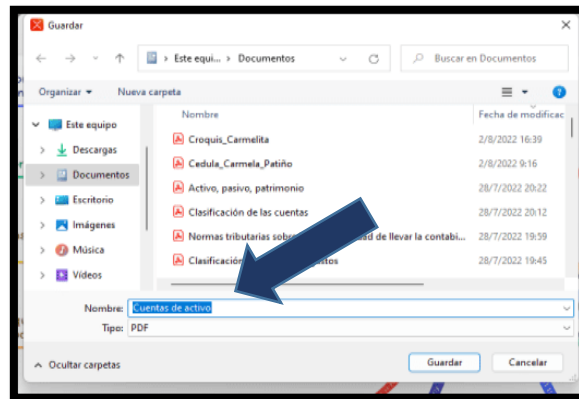 Guardar
Este equi... > Documentos
Buscar en Documentos
Organizar
Nueva carpeta
Nombre
Fecha de modificac
Este equipo
Descargas
Documentos
Escritorio
Imágenes
Música
Vídeos
Croquis_Carmelita 2/8/2022 16:39
Cedula_Carmela_Patiño 2/8/2022 9:16
Activo, pasivo, patrimonio 28/7/2022 20:22
Clasificación de las cuentas 28/7/2022 20:12
Normas tributarias sobre ad de llevar la contabi... 28/7/2022 19:59
Clasificación stos 28/7/2022 19:45
Nombre: Cuentas de activo
Tipo: PDF
Ocultar carpetas
Guardar
Cancelar